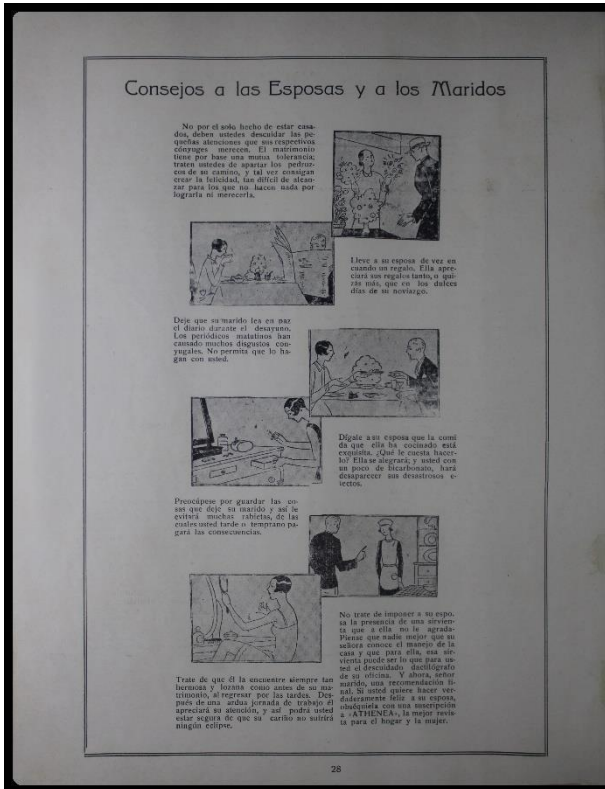 Consejos a las Esposas y a los Maridos
No por el solo hecho de estar casa-
dos, deben ustedes descuidar las pe-
queñas atenciones que sus respectivos
cónyuges merecen. El matrimonio
tiene por base una mutua tolerancia;
traten ustedes de apartar los pedruz-
cos de su camino, y tal vez consigan
crear la felicidad, tan difícil de alcan-
zar para los que no hacen nada por
lograrla ni merecerla.
Lleve a su esposa de vez en
cuando un regalo. Ella apre-
ciará sus regalos tanto, o qui-
zás más, que en los dulces
días de su noviazgo.
Deje que su marido lea en paz
el diario durante el desayuno.
Los periódicos matutinos han
causado muchos disgustos con-
yugales. No permita que lo ha-
gan con usted.
Dígale a su esposa que la comi
da que ella ha cocinado está
exquisita. ¿Qué le cuesta hacer-
lo? Ella se alegrará; y usted con
un poco de bicarbonato, hará
desaparecer sus desastrosos e-
fectos.
Preocúpese por guardar las co-
sas que deje su marido y así le
evitará muchas rabietas, de las
cuales usted tarde o temprano pa-
gará las consecuencias.
No trate de imponer a su espo-
sa la presencia de una sirvien-
ta que a ella no le agrada-
Piense que nadie mejor que su
señora conoce el manejo de la
casa y que para ella, esa sir-
vienta puede ser lo que para us-
ted el descuidado dactilógrafo
de su oficina. Y ahora, señor
marido, una recomendación fi-
nal. Si usted quiere hacer ver-
daderamente feliz a su esposa,
obséquiela con una suscripción
a «ATHENEA», la mejor revis-
ta para el hogar y la mujer.
Trate de que él la encuentre siempre tan
hermosa y lozana como antes de su ma-
trimonio, al regresar por las tardes. Des-
pués de una ardua jornada de trabajo él
apreciará su atención, y así podrá usted
estar segura de que su cariño no sufrirá
ningún eclipse.
28